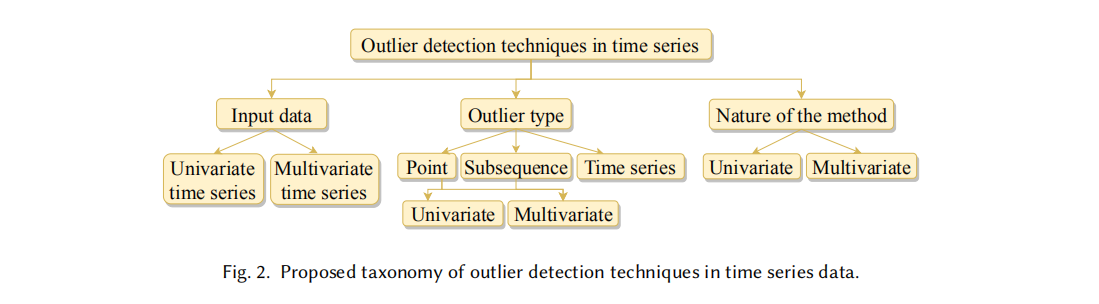 Outlier detection techniques in time series
Input data
Outlier type
Nature of the method
Univariate
time series
Multivariate
time series
Point
Subsequence
Time series
Univariate
Multivariate
Univariate
Multivariate
Fig. 2. Proposed taxonomy of outlier detection techniques in time series data.